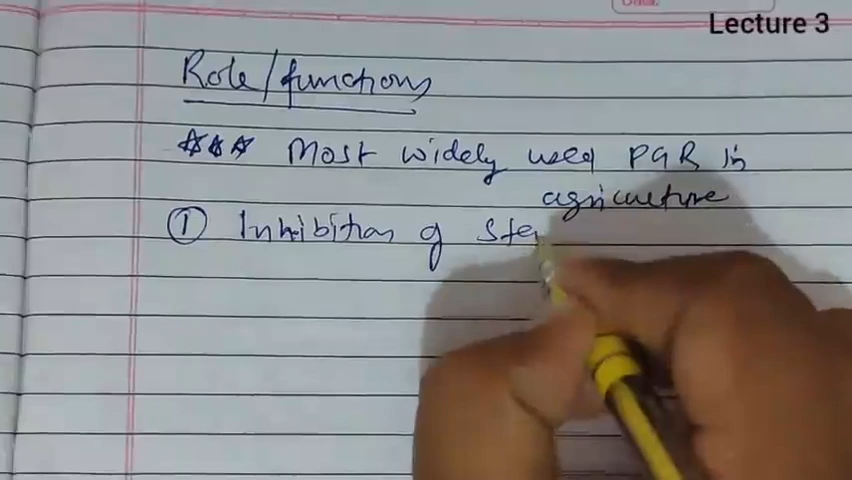 Lecture 3
Role/functions
*** Most widely used PGR in
agriculture
① Inhibition of Ste